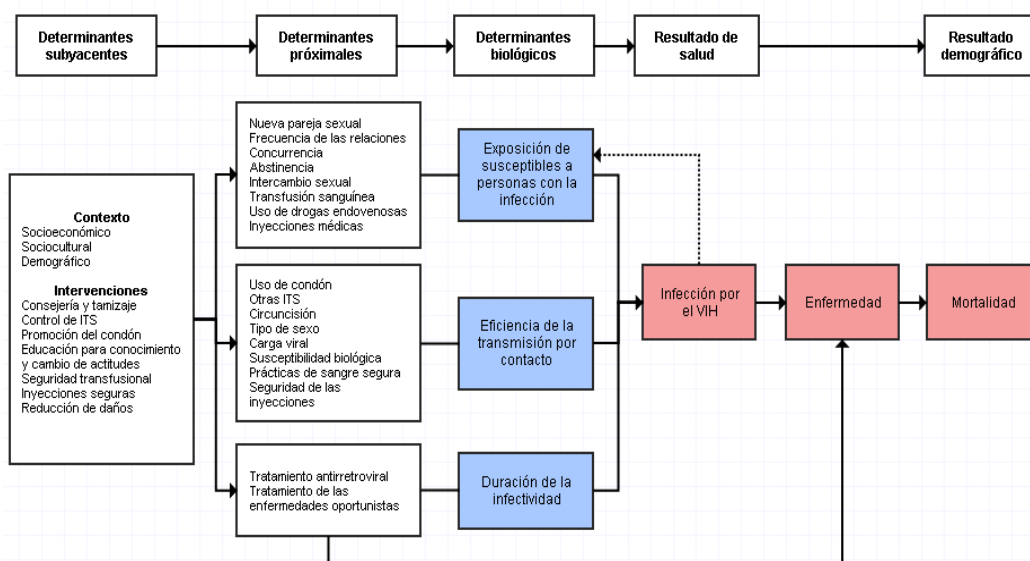 Determinantes
subyacentes
Determinantes
próximales
Determinantes
biológicos
Resultado de
salud
Resultado
demográfico
Contexto
Socioeconómico
Sociocultural
Demográfico
Intervenciones
Consejería y tamizaje
Control de ITS
Promoción del condón
Educación para conocimiento
y cambio de actitudes
Seguridad transfusional
Inyecciones seguras
Reducción de daños
Nueva pareja sexual
Frecuencia de las relaciones
Concurrencia
Abstinencia
Intercambio sexual
Transfusión sanguínea
Uso de drogas endovenosas
Inyecciones médicas
Uso de condón
Otras ITS
Circuncisión
Tipo de sexo
Carga viral
Susceptibilidad biológica
Prácticas de sangre segura
Seguridad de las
inyecciones
Tratamiento antirretroviral
Tratamiento de las
enfermedades oportunistas
Exposición de
susceptibles a
personas con la
infección
Eficiencia de la
transmisión por
contacto
Duración de la
infectividad
Infección por
el VIH
Enfermedad
Mortalidad